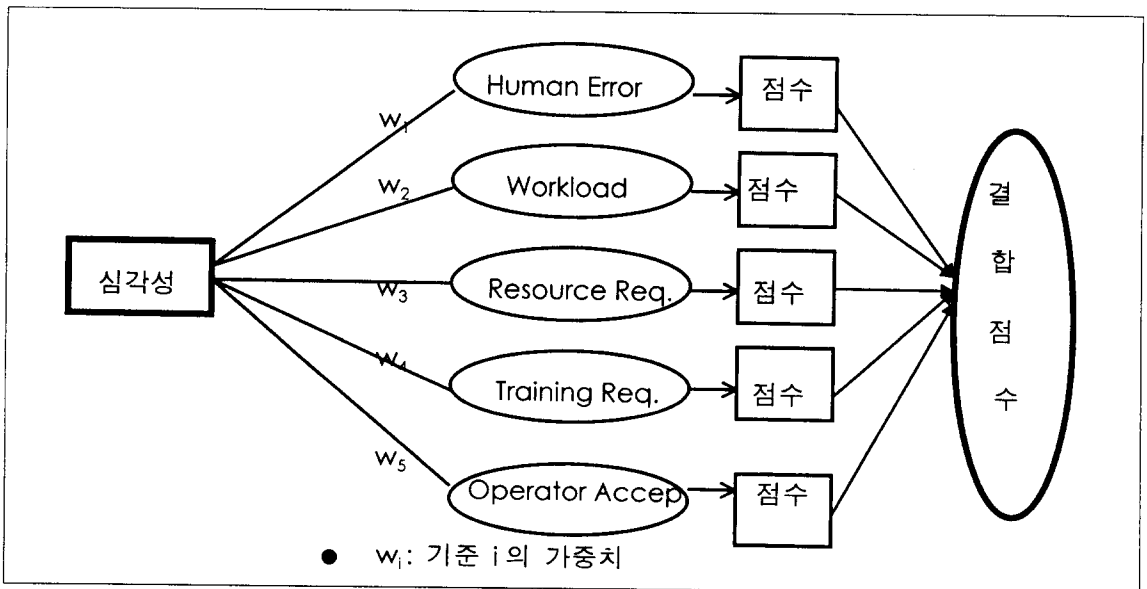 Human Error
점수
w₁
Workload
점수
w₂
심각성
Resource Req.
점수
w₃
Training Req.
점수
w₄
Operator Accep
점수
w₅
결
합
점
수
● wᵢ: 기준 i의 가중치